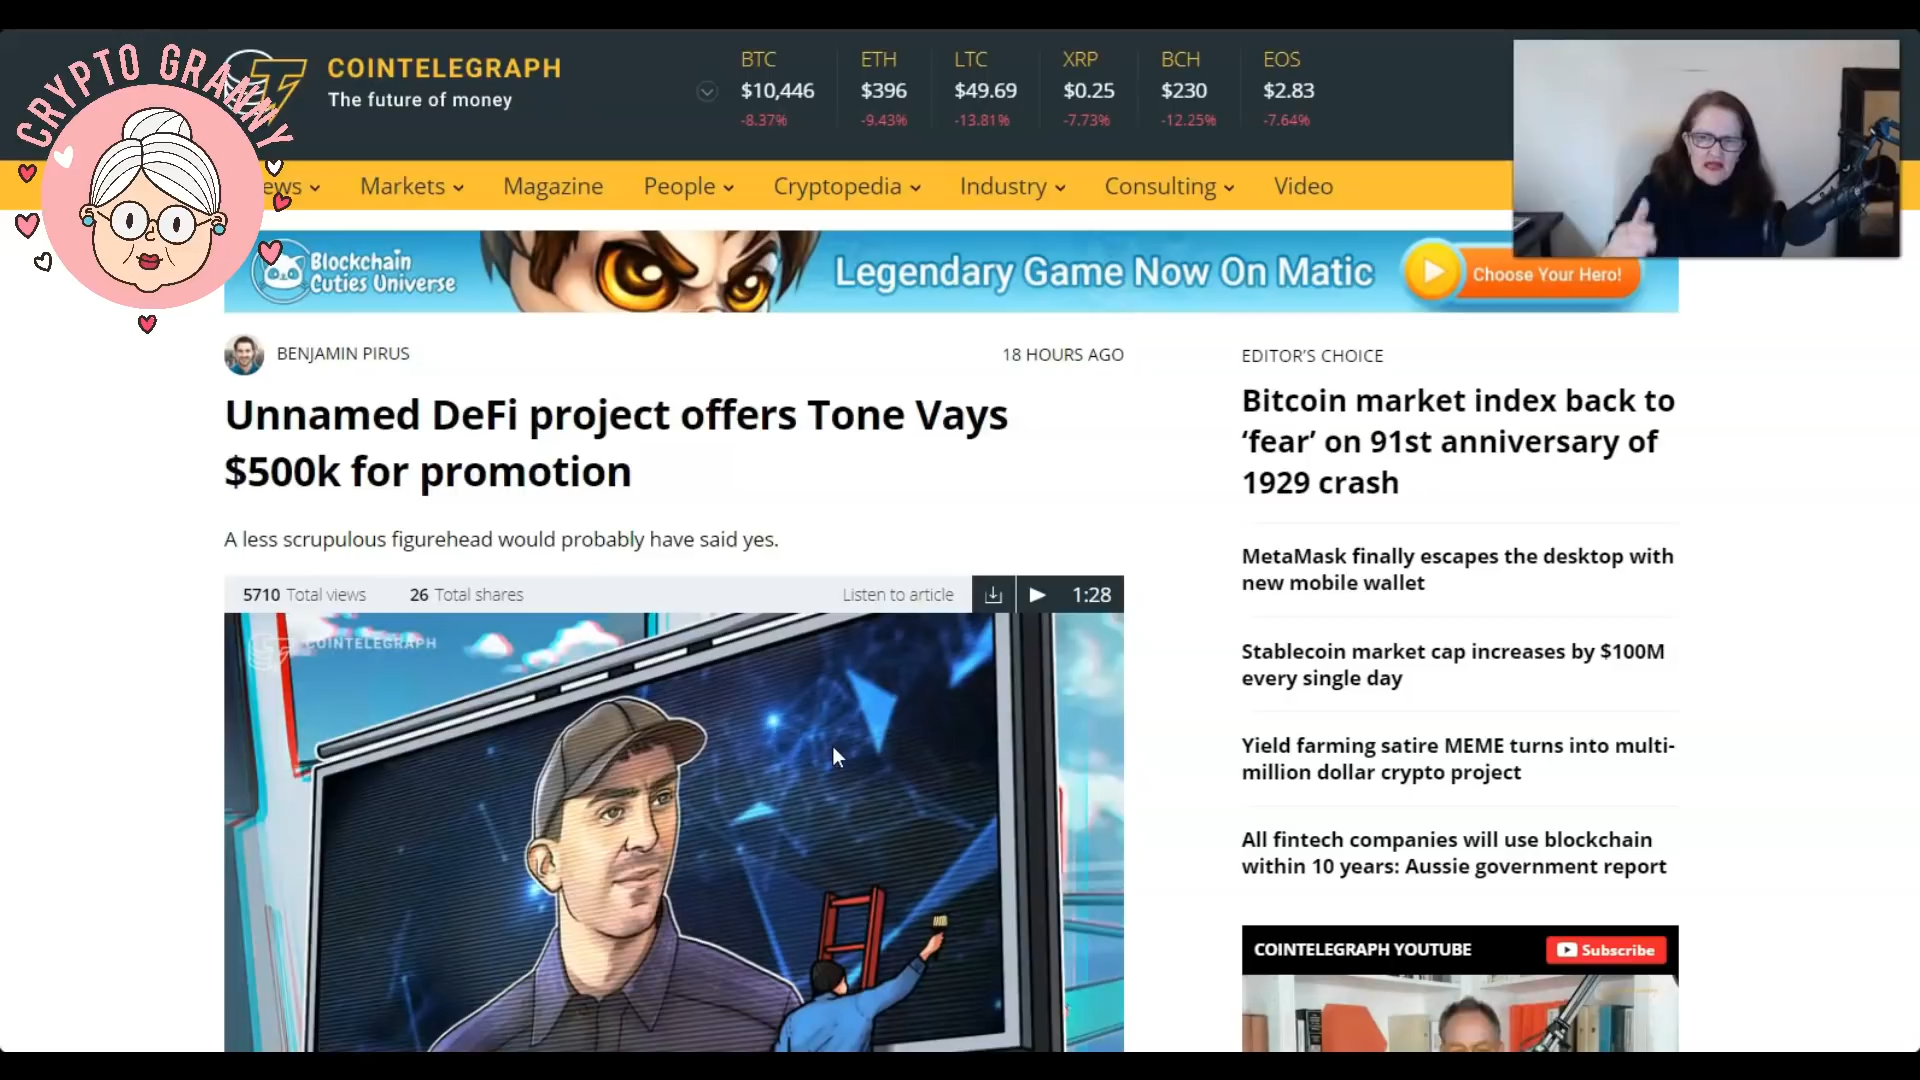 CRYPTO GRANNY
COINTELEGRAPH
The future of money
BTC
$10,446
-8.37%
ETH
$396
-9.43%
LTC
$49.69
-13.81%
XRP
$0.25
-7.73%
BCH
$230
-12.25%
EOS
$2.83
-7.64%
ews
Markets
Magazine
People
Cryptopedia
Industry
Consulting
Video
Blockchain
Cuties Universe
Legendary Game Now On Matic
Choose Your Hero!
BENJAMIN PIRUS
18 HOURS AGO
Unnamed DeFi project offers Tone Vays
$500k for promotion
A less scrupulous figurehead would probably have said yes.
5710 Total views
26 Total shares
Listen to article
1:28
COINTELEGRAPH
EDITOR’S CHOICE
Bitcoin market index back to
‘fear’ on 91st anniversary of
1929 crash
MetaMask finally escapes the desktop with
new mobile wallet
Stablecoin market cap increases by $100M
every single day
Yield farming satire MEME turns into multi-
million dollar crypto project
All fintech companies will use blockchain
within 10 years: Aussie government report
COINTELEGRAPH YOUTUBE
Subscribe